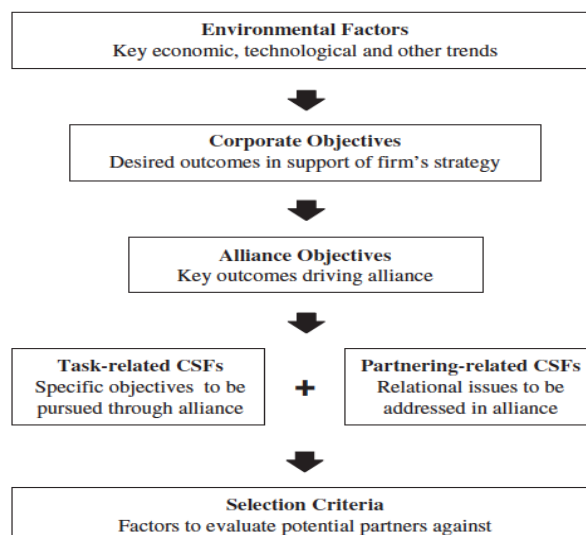 Environmental Factors
Key economic, technological and other trends
Corporate Objectives
Desired outcomes in support of firm's strategy
Alliance Objectives
Key outcomes driving alliance
Task-related CSFs
Specific objectives to be
pursued through alliance
+
Partnering-related CSFs
Relational issues to be
addressed in alliance
Selection Criteria
Factors to evaluate potential partners against